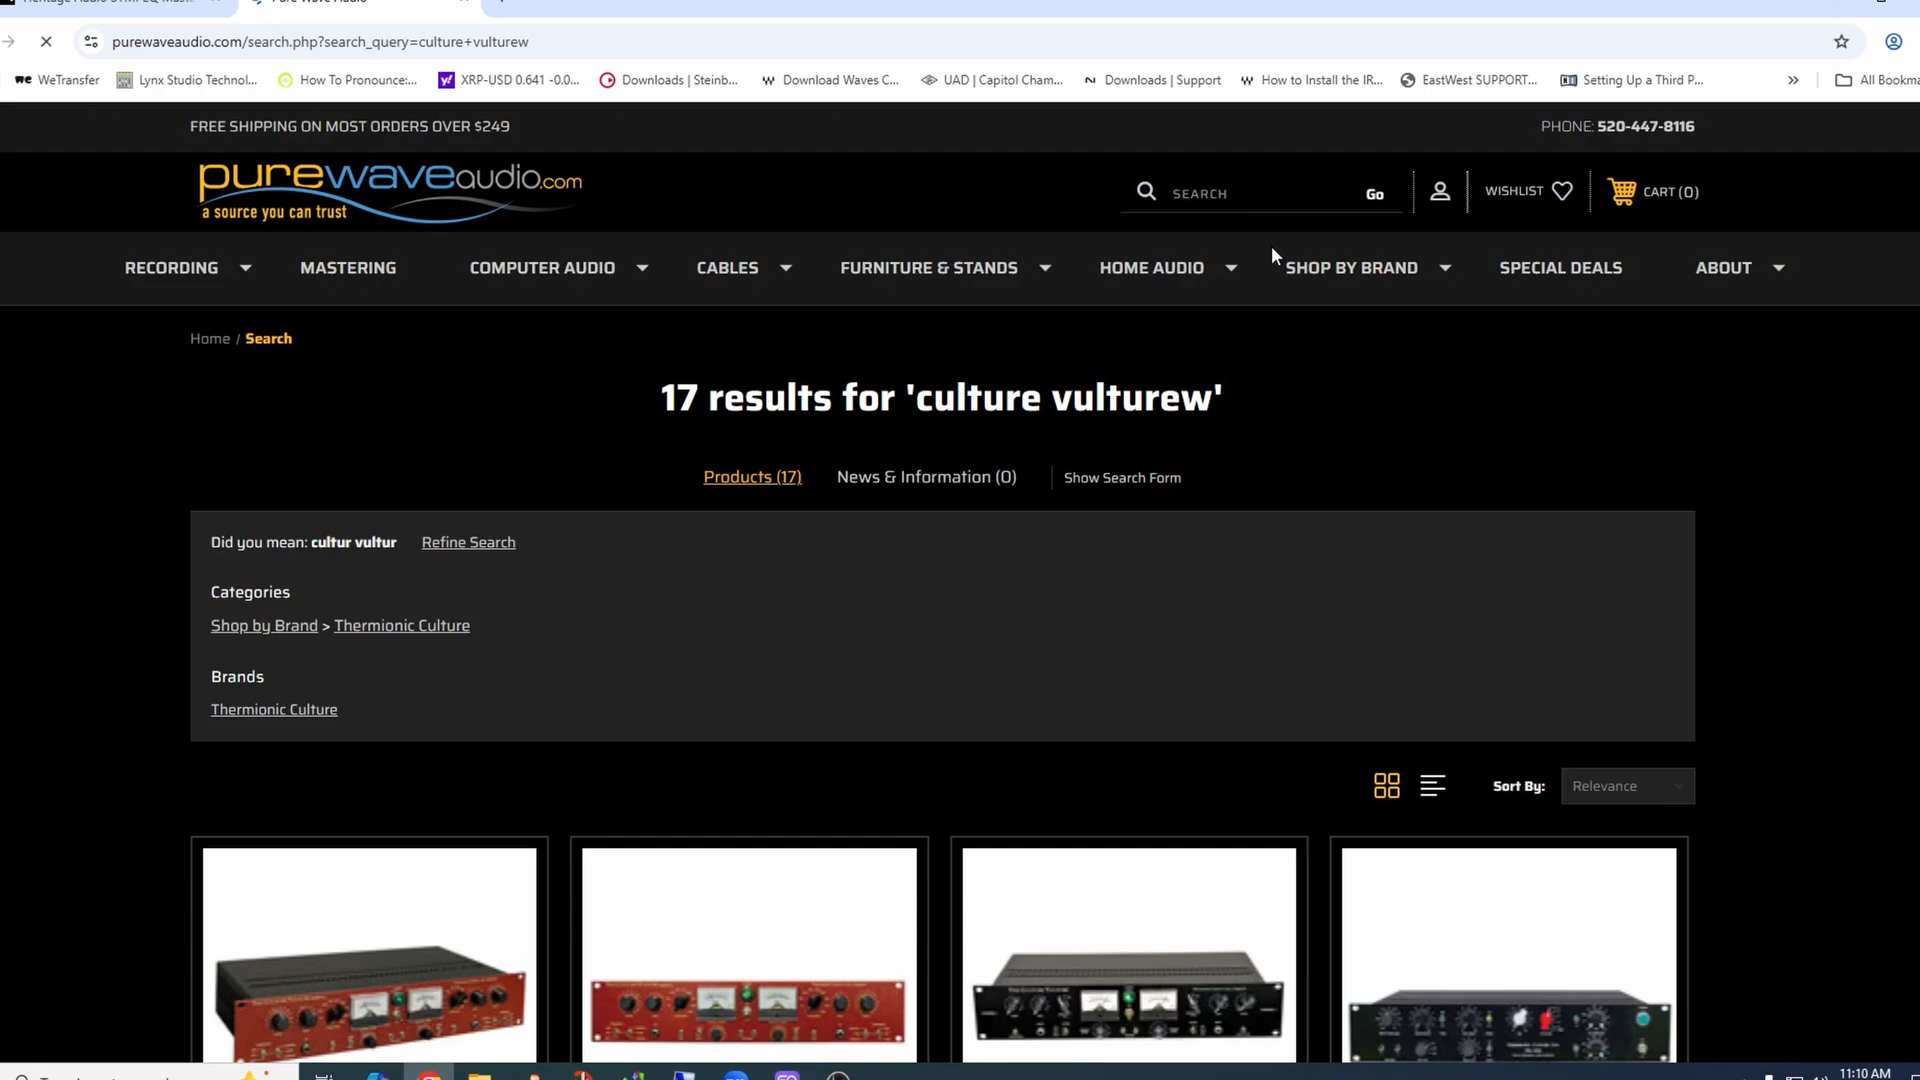 Pure Wave Audio
purewaveaudio.com/search.php?search_query=culture+vulturew
WeTransfer
Lynx Studio Technol...
How To Pronounce:...
XRP-USD 0.641 -0.0...
Downloads | Steinb...
Download Waves C...
UAD | Capitol Cham...
Downloads | Support
How to Install the IR...
EastWest SUPPORT...
Setting Up a Third P...
All Bookma
FREE SHIPPING ON MOST ORDERS OVER $249
PHONE: 520-447-8116
purewaveaudio.com
a source you can trust
SEARCH
Go
WISHLIST
CART (0)
RECORDING
MASTERING
COMPUTER AUDIO
CABLES
FURNITURE & STANDS
HOME AUDIO
SHOP BY BRAND
SPECIAL DEALS
ABOUT
Home / Search
17 results for 'culture vulturew'
Products (17)
News & Information (0)
Show Search Form
Did you mean: cultur vultur
Refine Search
Categories
Shop by Brand > Thermionic Culture
Brands
Thermionic Culture
Sort By:
Relevance
11:10 AM